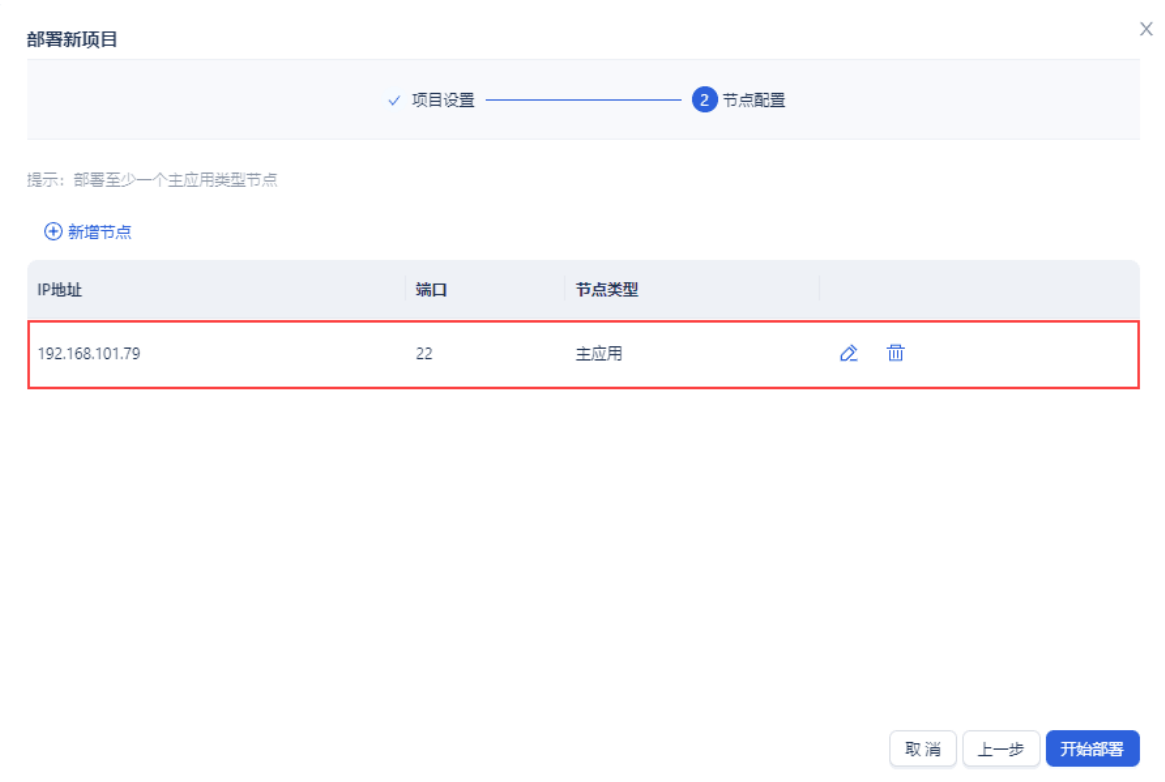 部署新项目
项目设置 2 节点配置
提示：部署至少一个主应用类型节点
新增节点
IP地址 端口 节点类型
192.168.101.79 22 主应用
取 消 上一步 开始部署